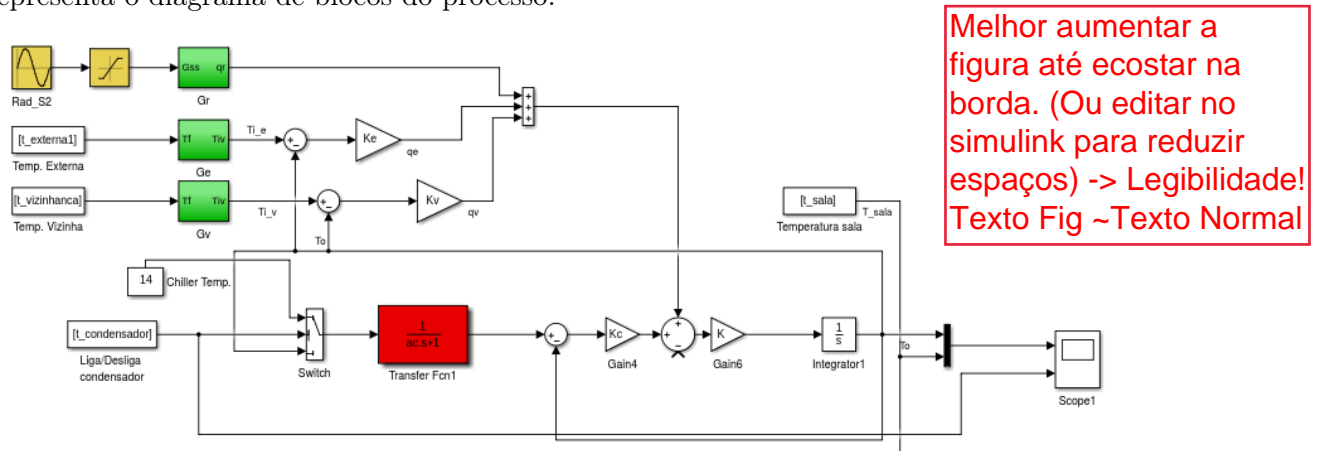 epresenta o diagrama de blocos do processo.
Melhor aumentar a
figura até ecostar na
borda. (Ou editar no
simulink para reduzir
espaços) -> Legibilidade!
Texto Fig ~Texto Normal
Rad_S2
Gss qr
Gr
[t_externa1]
Temp. Externa
Tf Tiv
Ge
Ti_e
+
-
Ke
qe
+
+
+
[t_vizinhanca]
Temp. Vizinha
Tf Tiv
Gv
Ti_v
+
-
Kv
qv
To
[t_sala]
T_sala
Temperatura sala
14
Chiller Temp.
[t_condensador]
Liga/Desliga
condensador
Switch
1
ac.s+1
Transfer Fcn1
+
-
Kc
Gain4
+
+
-
K
Gain6
1
s
Integrator1
To
Scope1